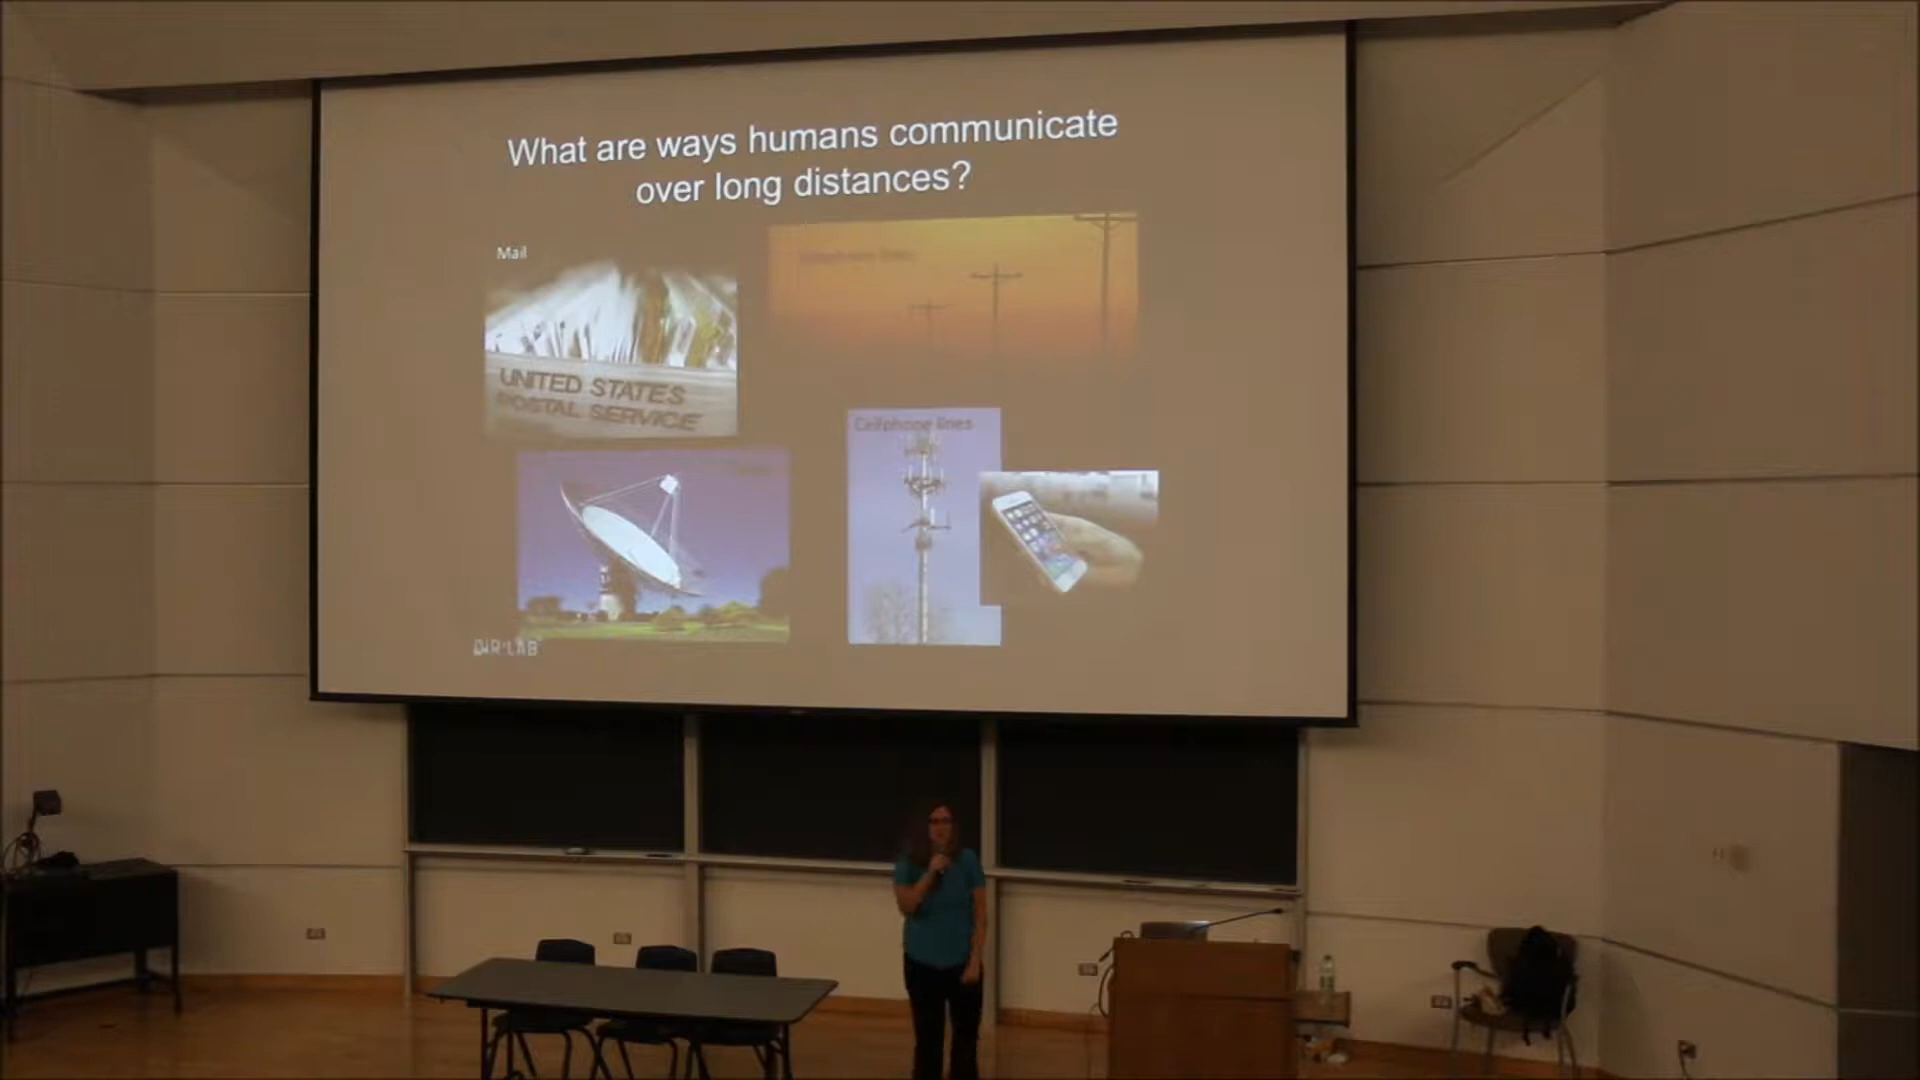 What are ways humans communicate
over long distances?
Mail
UNITED STATES
POSTAL SERVICE
Cellphone lines